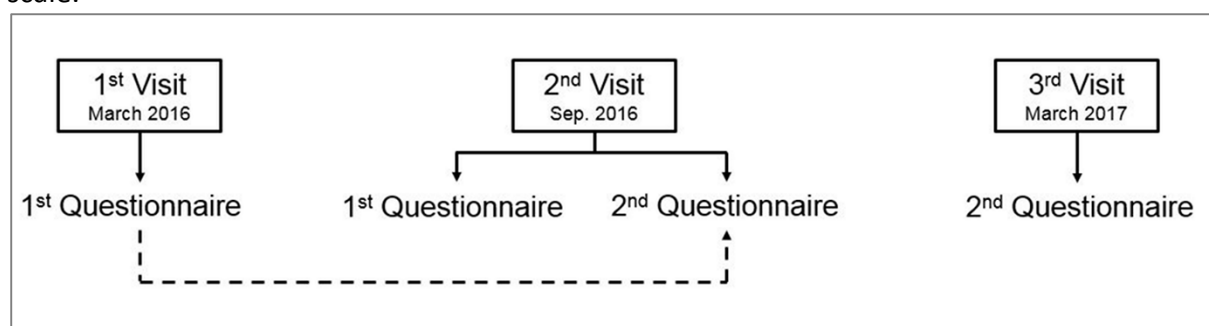 scale.
1st Visit
March 2016
2nd Visit
Sep. 2016
3rd Visit
March 2017
1st Questionnaire
1st Questionnaire
2nd Questionnaire
2nd Questionnaire